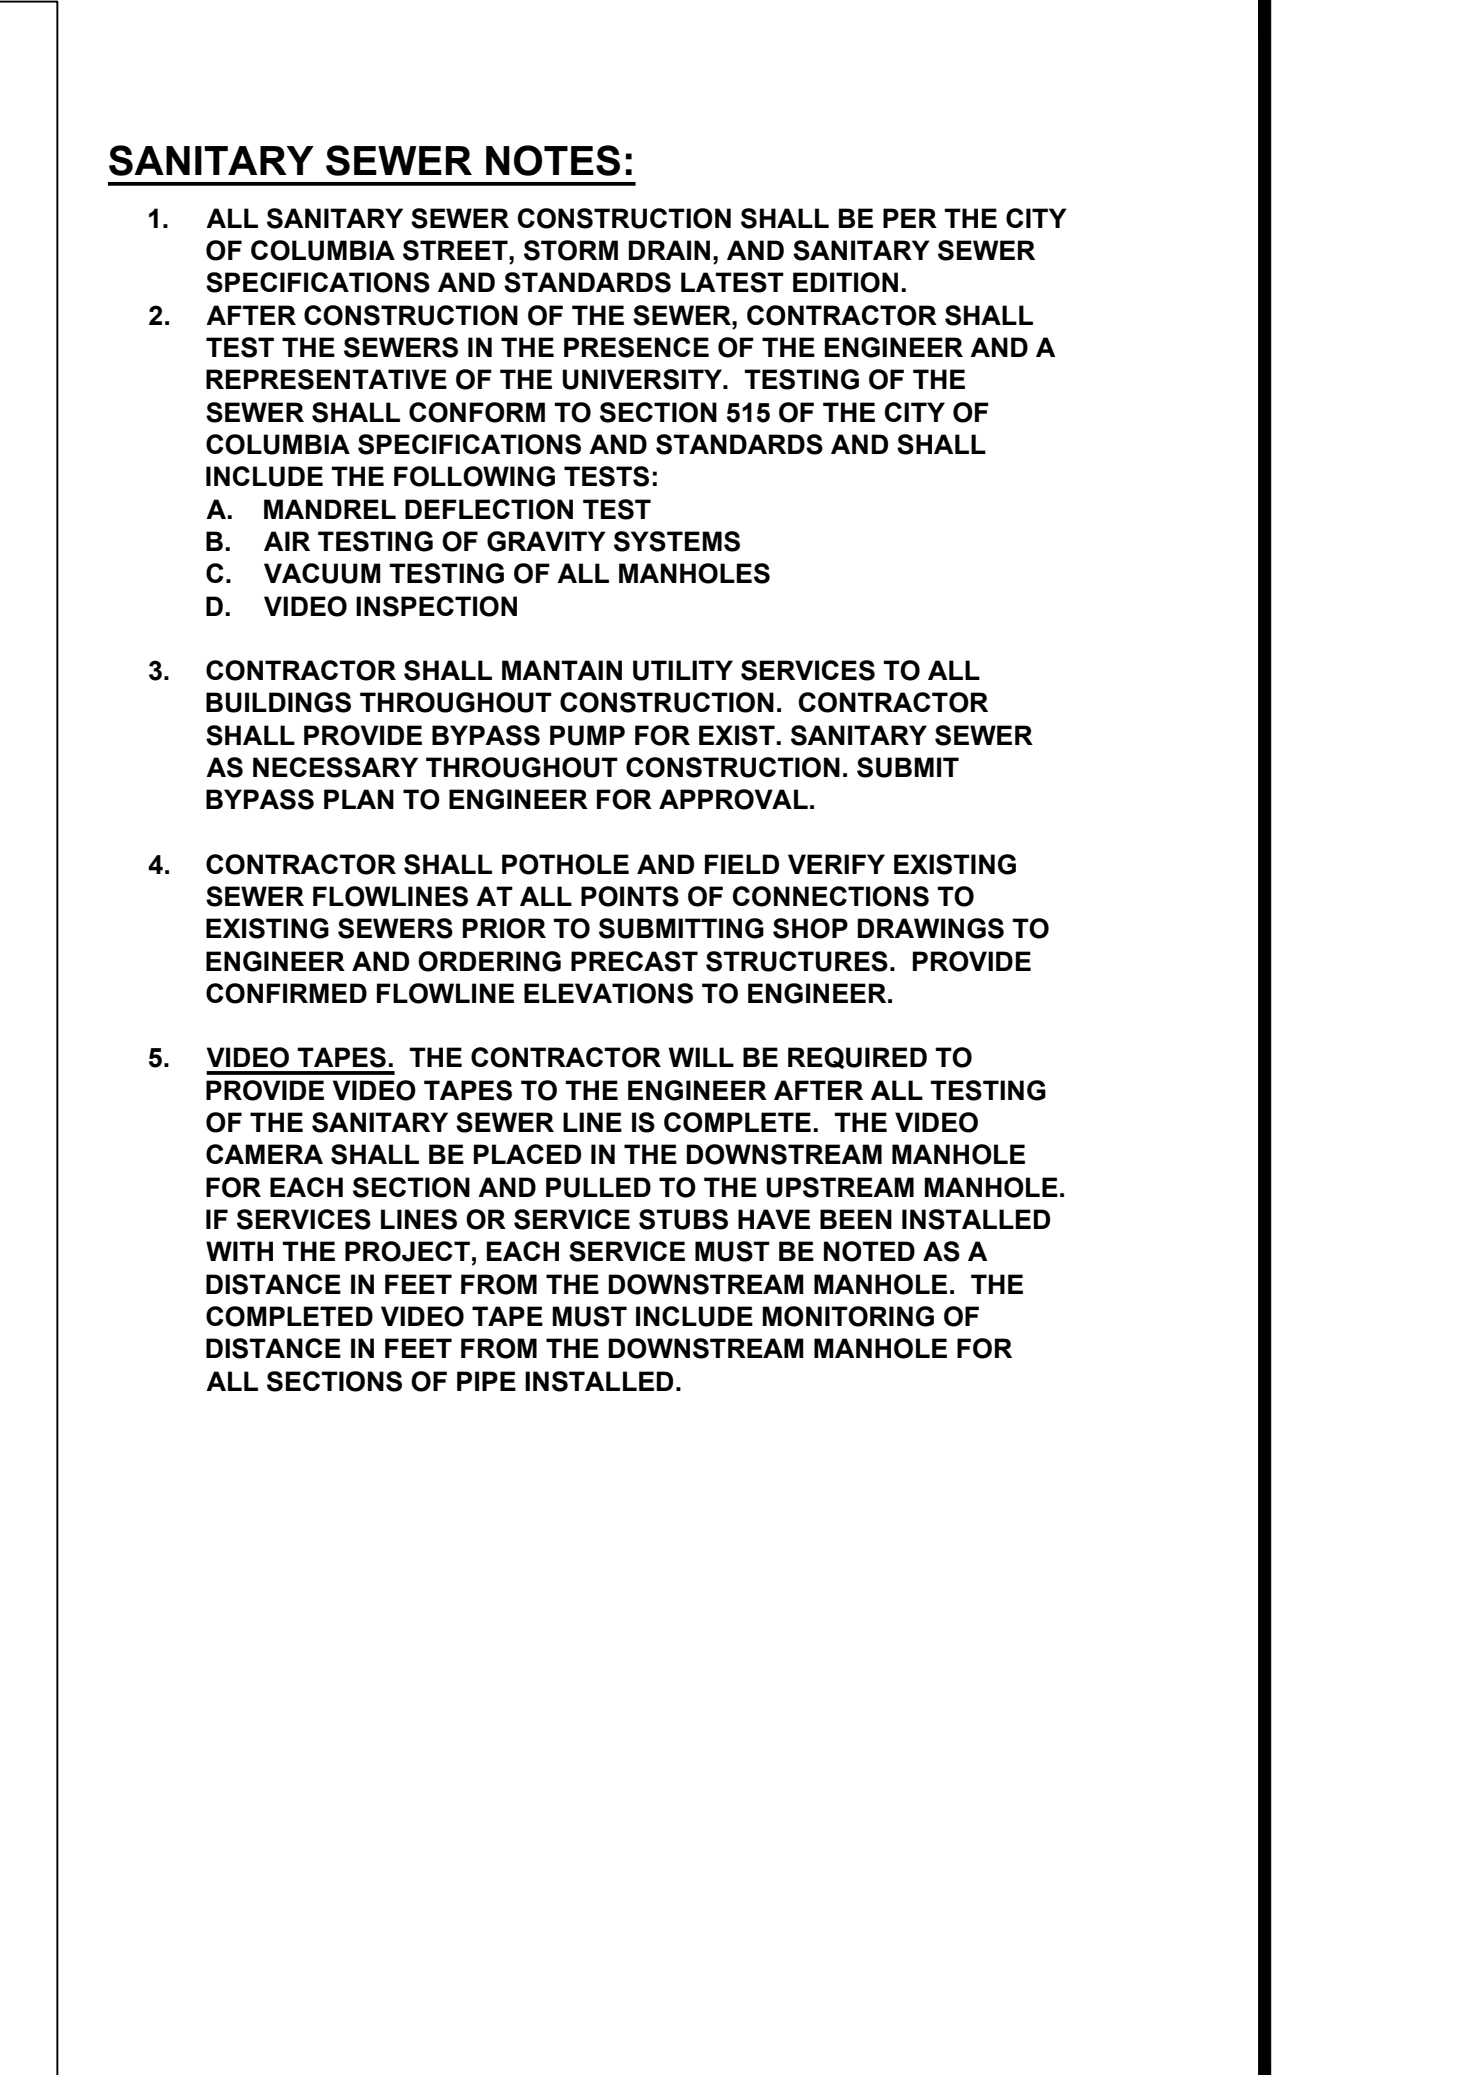 SANITARY SEWER NOTES:
1. ALL SANITARY SEWER CONSTRUCTION SHALL BE PER THE CITY
OF COLUMBIA STREET, STORM DRAIN, AND SANITARY SEWER
SPECIFICATIONS AND STANDARDS LATEST EDITION.
2. AFTER CONSTRUCTION OF THE SEWER, CONTRACTOR SHALL
TEST THE SEWERS IN THE PRESENCE OF THE ENGINEER AND A
REPRESENTATIVE OF THE UNIVERSITY. TESTING OF THE
SEWER SHALL CONFORM TO SECTION 515 OF THE CITY OF
COLUMBIA SPECIFICATIONS AND STANDARDS AND SHALL
INCLUDE THE FOLLOWING TESTS:
A. MANDREL DEFLECTION TEST
B. AIR TESTING OF GRAVITY SYSTEMS
C. VACUUM TESTING OF ALL MANHOLES
D. VIDEO INSPECTION
3. CONTRACTOR SHALL MANTAIN UTILITY SERVICES TO ALL
BUILDINGS THROUGHOUT CONSTRUCTION. CONTRACTOR
SHALL PROVIDE BYPASS PUMP FOR EXIST. SANITARY SEWER
AS NECESSARY THROUGHOUT CONSTRUCTION. SUBMIT
BYPASS PLAN TO ENGINEER FOR APPROVAL.
4. CONTRACTOR SHALL POTHOLE AND FIELD VERIFY EXISTING
SEWER FLOWLINES AT ALL POINTS OF CONNECTIONS TO
EXISTING SEWERS PRIOR TO SUBMITTING SHOP DRAWINGS TO
ENGINEER AND ORDERING PRECAST STRUCTURES. PROVIDE
CONFIRMED FLOWLINE ELEVATIONS TO ENGINEER.
5. VIDEO TAPES. THE CONTRACTOR WILL BE REQUIRED TO
PROVIDE VIDEO TAPES TO THE ENGINEER AFTER ALL TESTING
OF THE SANITARY SEWER LINE IS COMPLETE. THE VIDEO
CAMERA SHALL BE PLACED IN THE DOWNSTREAM MANHOLE
FOR EACH SECTION AND PULLED TO THE UPSTREAM MANHOLE.
IF SERVICES LINES OR SERVICE STUBS HAVE BEEN INSTALLED
WITH THE PROJECT, EACH SERVICE MUST BE NOTED AS A
DISTANCE IN FEET FROM THE DOWNSTREAM MANHOLE. THE
COMPLETED VIDEO TAPE MUST INCLUDE MONITORING OF
DISTANCE IN FEET FROM THE DOWNSTREAM MANHOLE FOR
ALL SECTIONS OF PIPE INSTALLED.